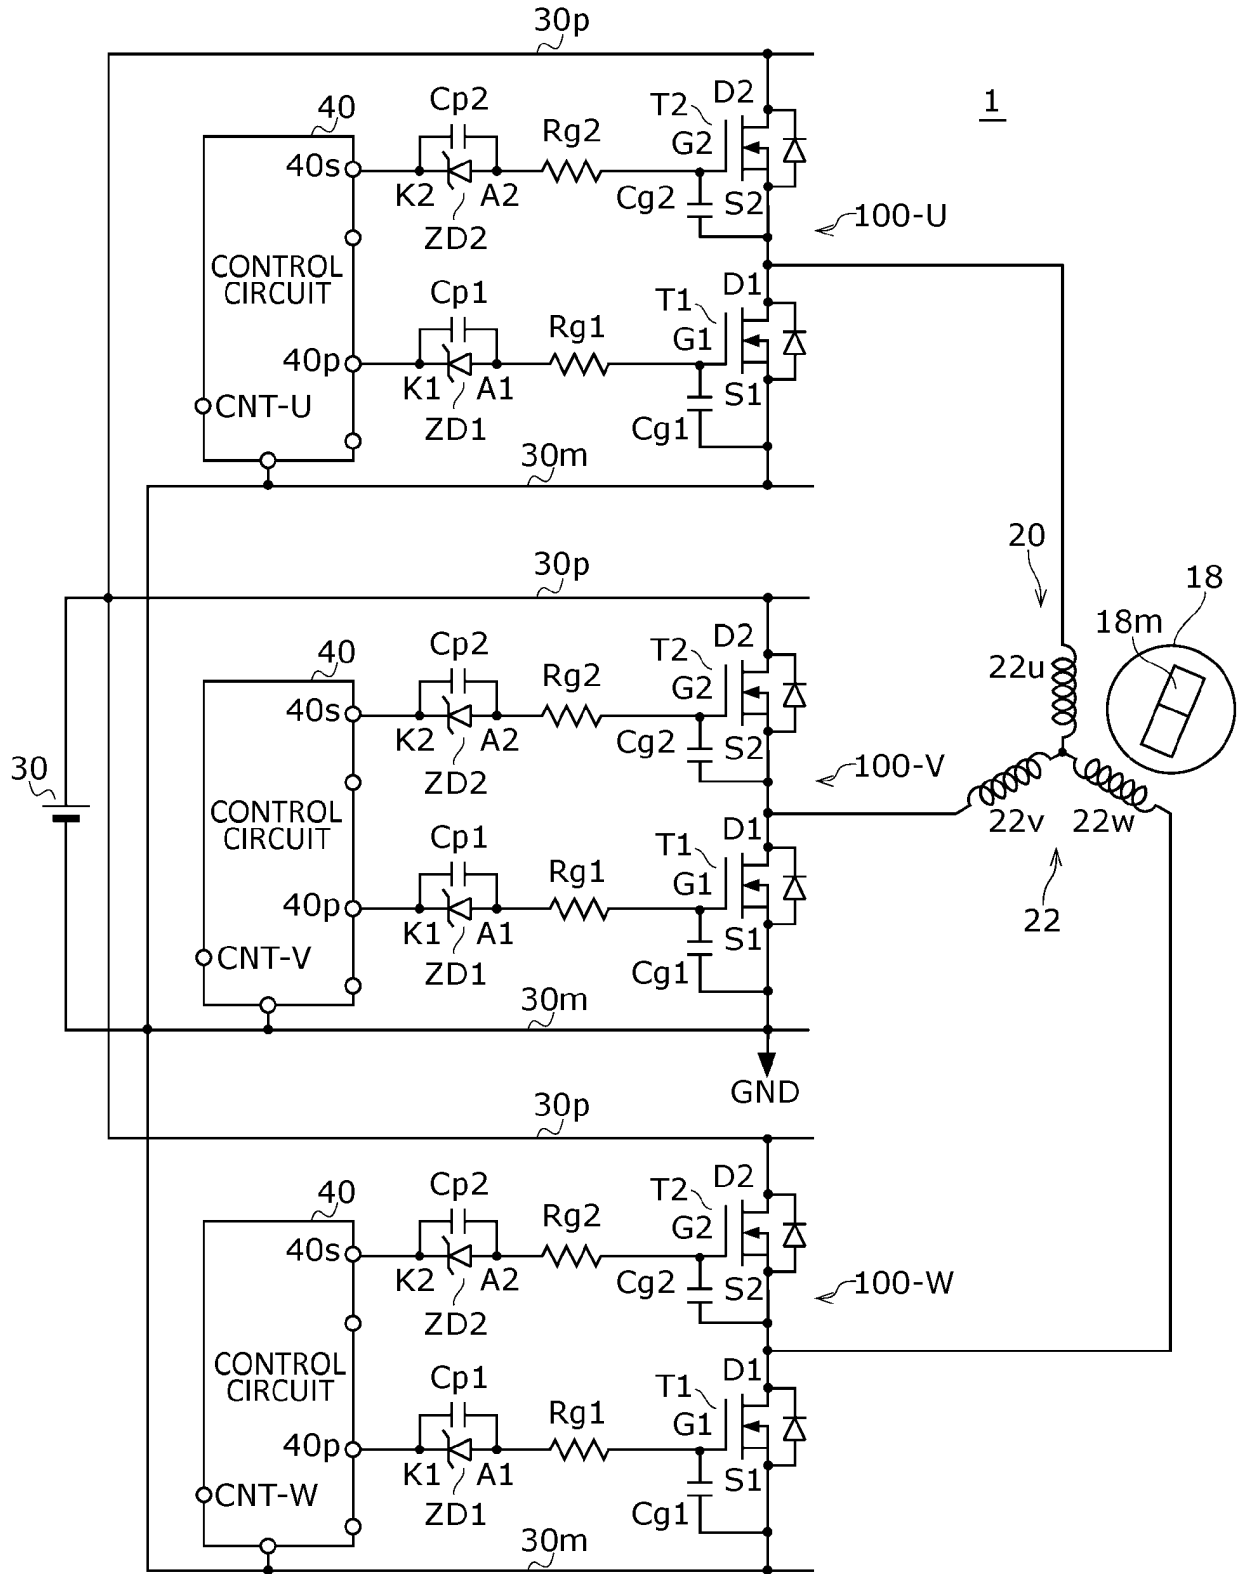 30p
1
40
Cp2
Rg2
T2
D2
G2
40s
K2
A2
Cg2
S2
ZD2
100-U
CONTROL
CIRCUIT
Cp1
Rg1
T1
D1
G1
40p
K1
A1
S1
CNT-U
ZD1
Cg1
30m
20
18
18m
22u
30p
40
Cp2
Rg2
T2
D2
G2
40s
K2
A2
Cg2
S2
ZD2
100-V
30
CONTROL
CIRCUIT
Cp1
Rg1
T1
D1
G1
22v
22w
22
40p
K1
A1
S1
CNT-V
ZD1
Cg1
30m
GND
30p
40
Cp2
Rg2
T2
D2
G2
40s
K2
A2
Cg2
S2
ZD2
100-W
CONTROL
CIRCUIT
Cp1
Rg1
T1
D1
G1
40p
K1
A1
S1
CNT-W
ZD1
Cg1
30m